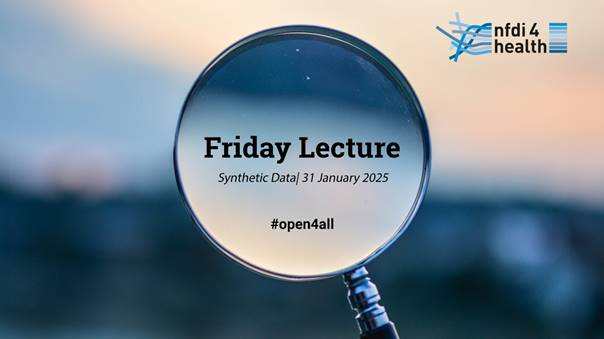 nfdi 4
health
Friday Lecture
Synthetic Data| 31 January 2025
#open4all